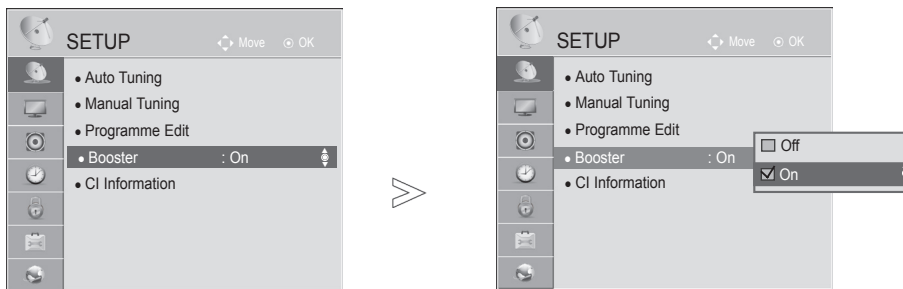 SETUP Move OK
• Auto Tuning
• Manual Tuning
• Programme Edit
• Booster : On
• CI Information
SETUP Move OK
• Auto Tuning
• Manual Tuning
• Programme Edit
• Booster : On
• CI Information
Off
On